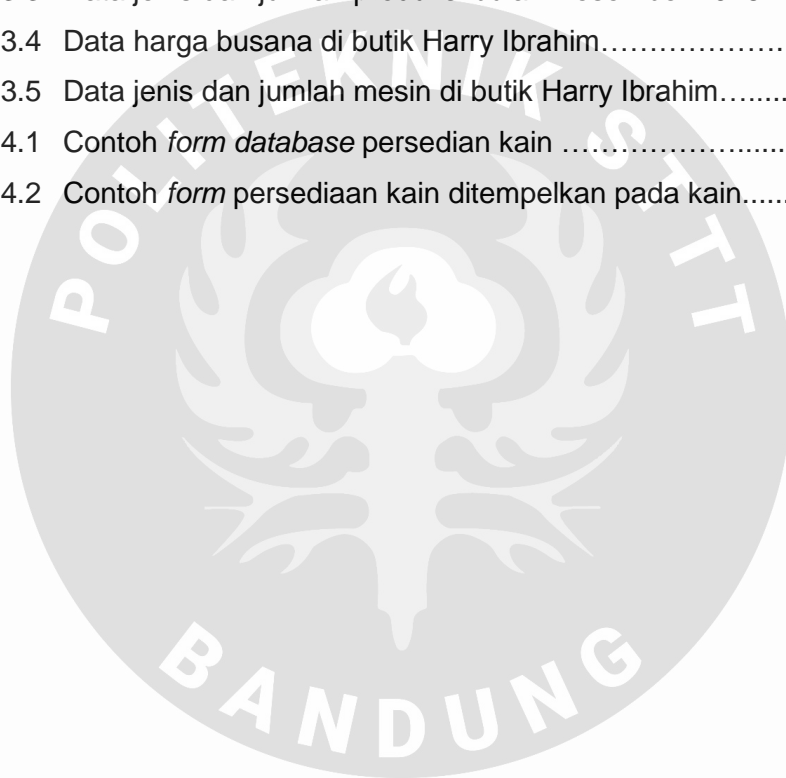 3.4 Data harga busana di butik Harry Ibrahim………………..
3.5 Data jenis dan jumlah mesin di butik Harry Ibrahim….....
4.1 Contoh form database persedian kain ……………….....
4.2 Contoh form persediaan kain ditempelkan pada kain......
POLITEKNIK STTT
BANDUNG